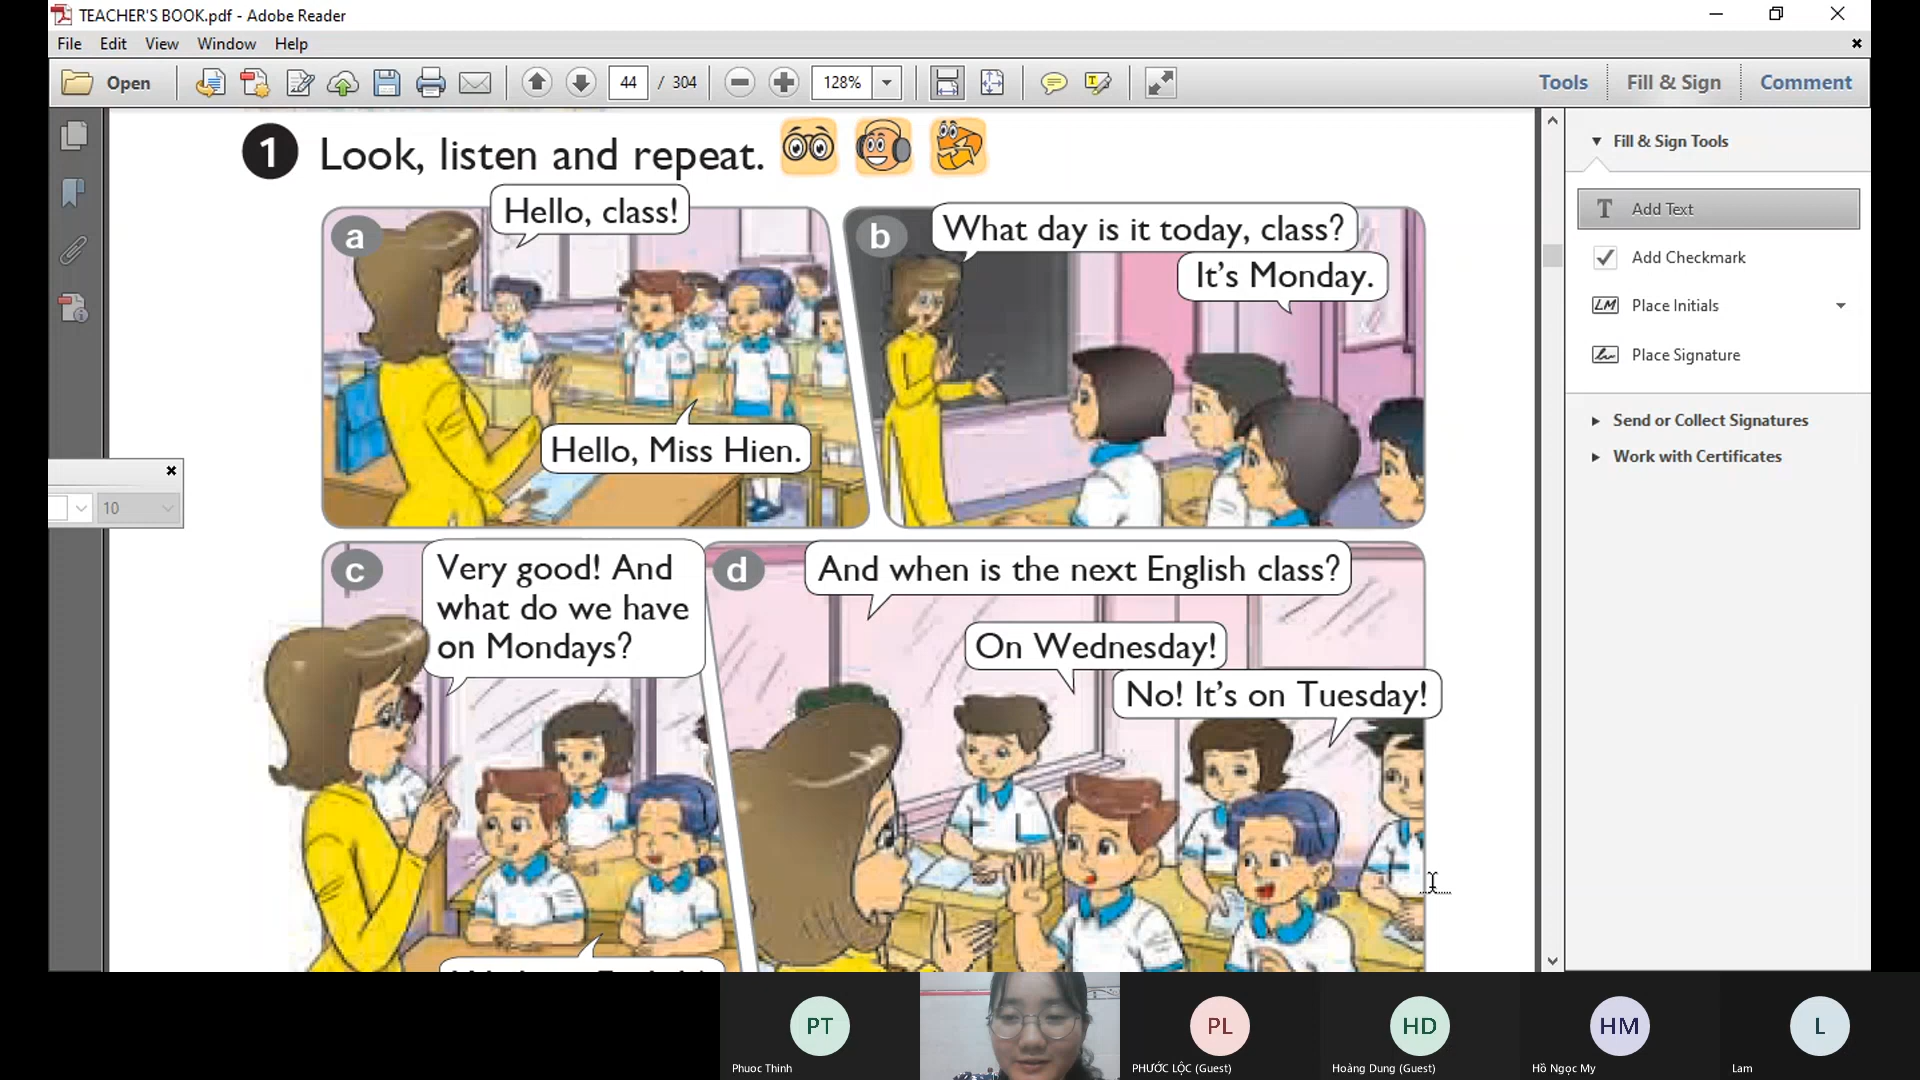 TEACHER'S BOOK.pdf - Adobe Reader
File Edit View Window Help
Open 44 / 304 128% Tools Fill & Sign Comment
1 Look, listen and repeat.
a Hello, class!
Hello, Miss Hien.
b What day is it today, class?
It's Monday.
c Very good! And
what do we have
on Mondays?
d And when is the next English class?
On Wednesday!
No! It's on Tuesday!
10
Fill & Sign Tools
T Add Text
Add Checkmark
LM Place Initials
Place Signature
Send or Collect Signatures
Work with Certificates
PT
Phuoc Thinh
PL
PHƯỚC LỘC (Guest)
HD
Hoàng Dung (Guest)
HM
Hồ Ngọc My
L
Lam